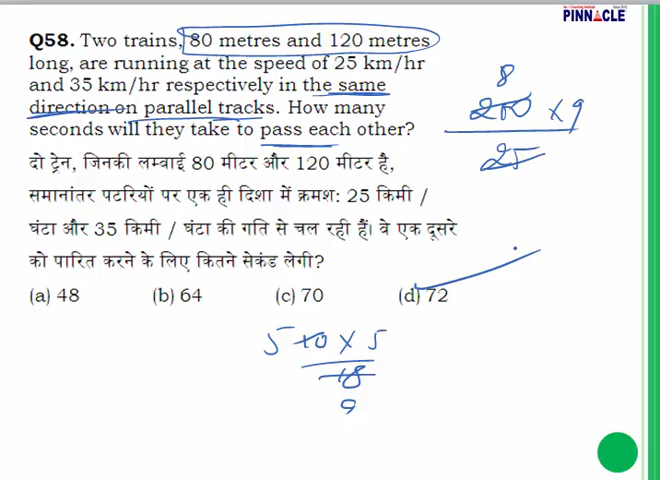 PINNACLE
Q58. Two trains, 80 metres and 120 metres
long, are running at the speed of 25 km/hr
and 35 km/hr respectively in the same
direction on parallel tracks. How many
seconds will they take to pass each other?
दो ट्रेन, जिनकी लम्बाई 80 मीटर और 120 मीटर है,
समानांतर पटरियों पर एक ही दिशा में क्रमश: 25 किमी /
घंटा और 35 किमी / घंटा की गति से चल रही हैं। वे एक दूसरे
को पारित करने के लिए कितने सेकंड लेगी?
(a) 48 (b) 64 (c) 70 (d) 72
8
200 × 9
25
5 10 × 5
18
9